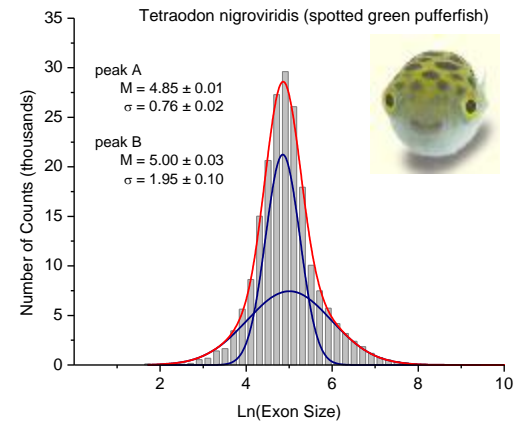 Tetraodon nigroviridis (spotted green pufferfish)
peak A
M = 4.85 ± 0.01
σ = 0.76 ± 0.02
peak B
M = 5.00 ± 0.03
σ = 1.95 ± 0.10
Number of Counts (thousands)
35
30
25
20
15
10
5
0
2 4 6 8 10
Ln(Exon Size)